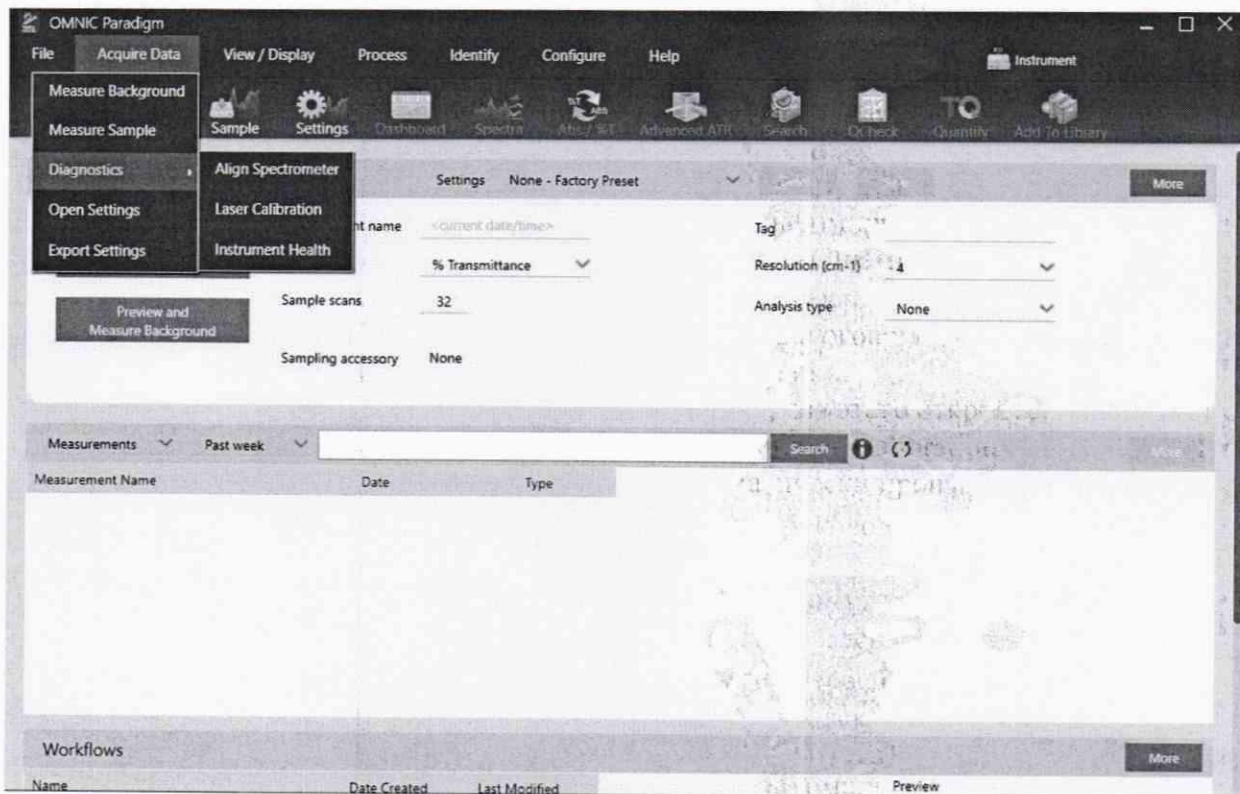 OMNIC Paradigm
File Acquire Data View / Display Process Identify Configure Help Instrument
Measure Background
Measure Sample
Diagnostics
Open Settings
Export Settings
Align Spectrometer
Laser Calibration
Instrument Health
Sample Settings Dashboard Spectra Abs / %T Advanced ATR Search QCheck Quantify Add To Library
Settings None - Factory Preset More
nt name <current date/time> Tag
% Transmittance Resolution (cm-1) 4
Sample scans 32 Analysis type None
Preview and
Measure Background
Sampling accessory None
Measurements Past week Search More
Measurement Name Date Type
Workflows More
Name Date Created Last Modified Preview